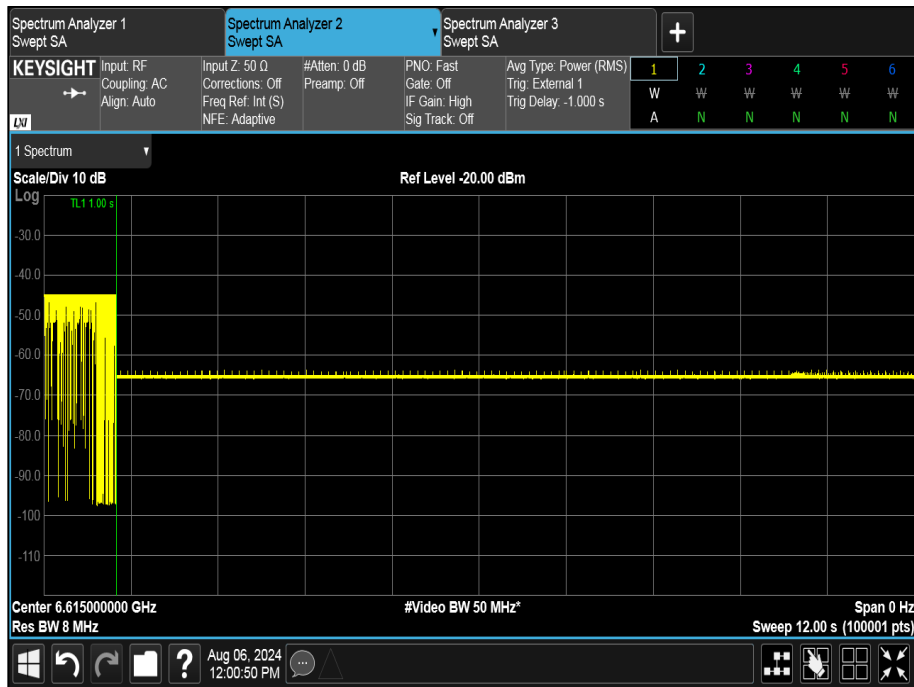 Spectrum Analyzer 1
Swept SA
Spectrum Analyzer 2
Swept SA
Spectrum Analyzer 3
Swept SA
+
KEYSIGHT
LXI
Input: RF
Coupling: AC
Align: Auto
Input Z: 50 Ω
Corrections: Off
Freq Ref: Int (S)
NFE: Adaptive
#Atten: 0 dB
Preamp: Off
PNO: Fast
Gate: Off
IF Gain: High
Sig Track: Off
Avg Type: Power (RMS)
Trig: External 1
Trig Delay: -1.000 s
1 2 3 4 5 6
W W W W W W
A N N N N N
1 Spectrum
Scale/Div 10 dB
Ref Level -20.00 dBm
Log
TL1 1.00 s
-30.0
-40.0
-50.0
-60.0
-70.0
-80.0
-90.0
-100
-110
Center 6.615000000 GHz
#Video BW 50 MHz*
Span 0 Hz
Res BW 8 MHz
Sweep 12.00 s (100001 pts)
?
Aug 06, 2024
12:00:50 PM